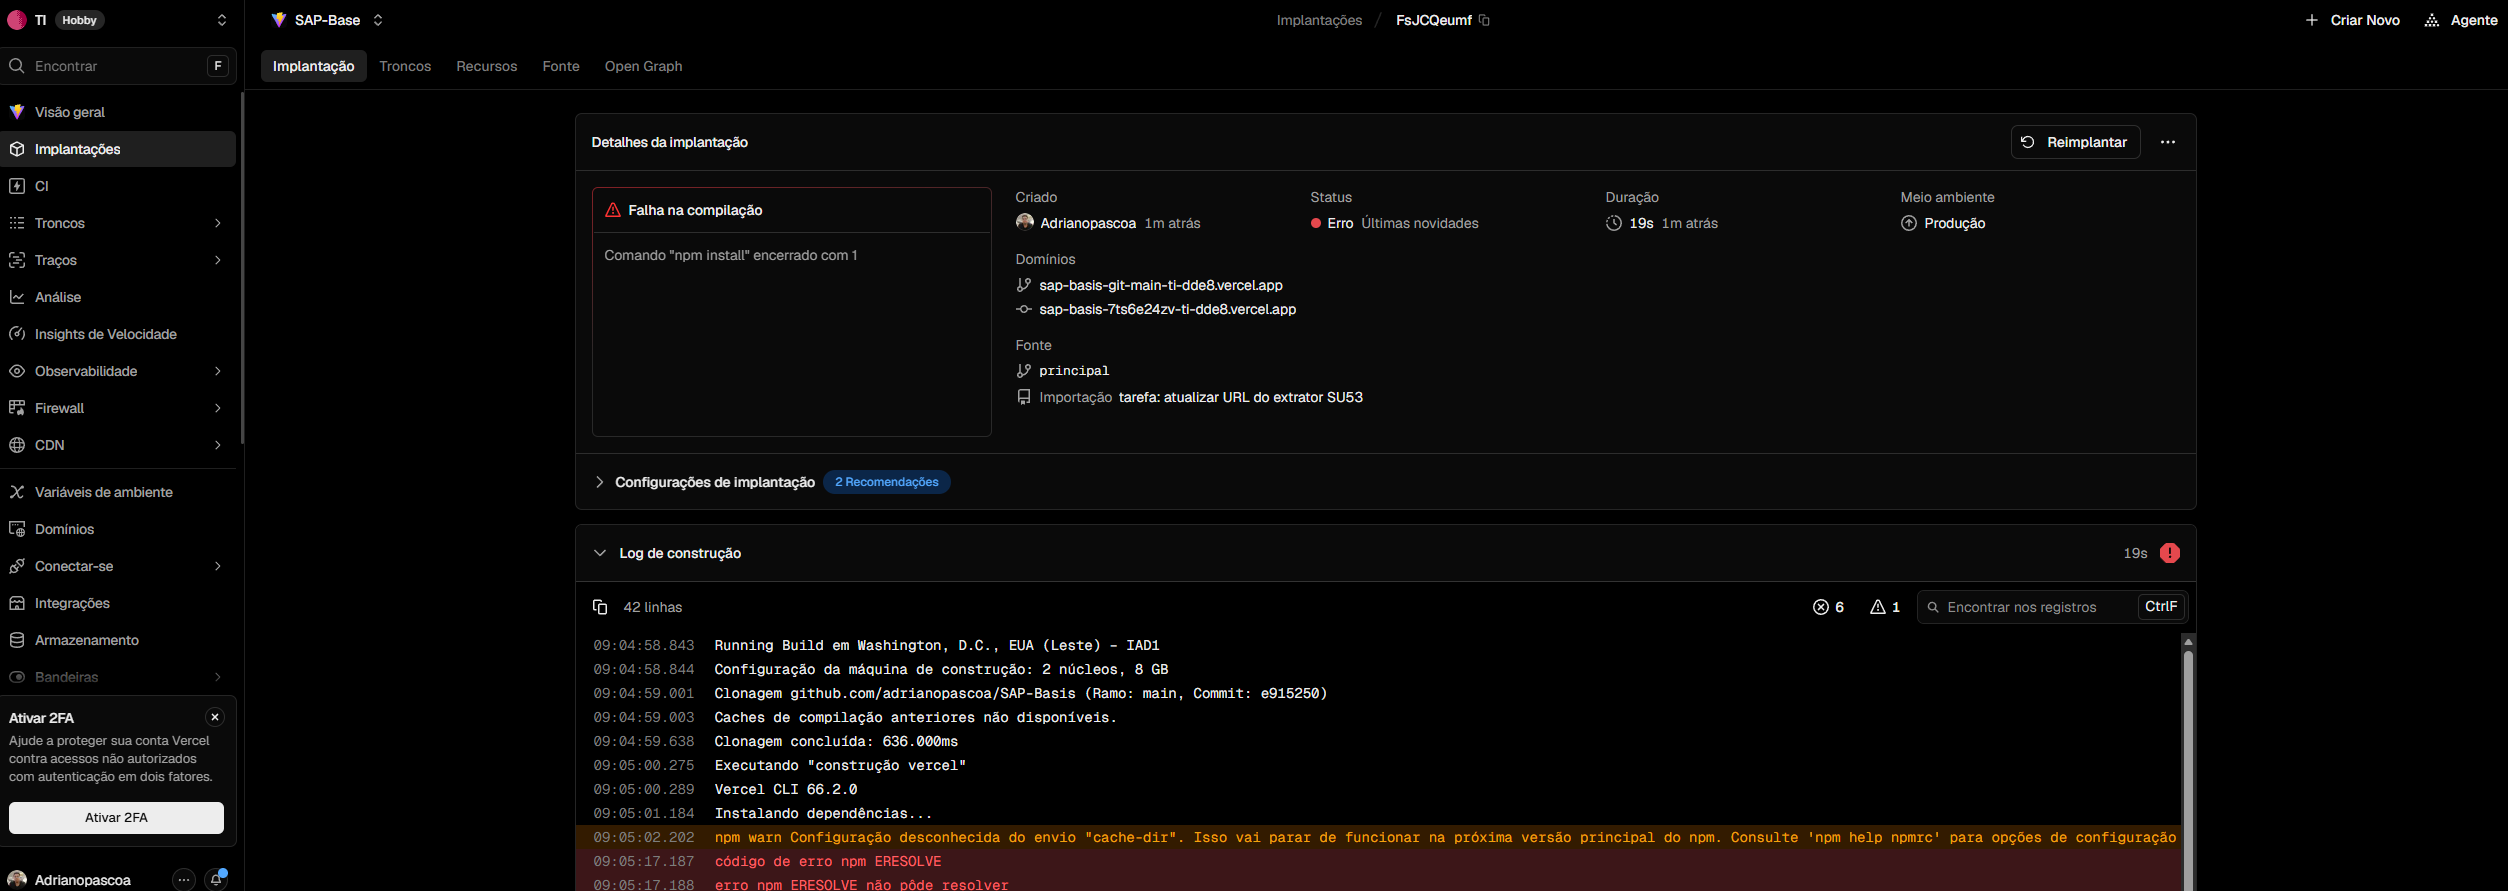 TI Hobby
Encontrar F
Visão geral
Implantações
CI
Troncos
Traços
Análise
Insights de Velocidade
Observabilidade
Firewall
CDN
Variáveis de ambiente
Domínios
Conectar-se
Integrações
Armazenamento
Bandeiras
Ativar 2FA
Ajude a proteger sua conta Vercel
contra acessos não autorizados
com autenticação em dois fatores.
Ativar 2FA
Adrianopascoa
SAP-Base
Implantações / FsJCQeumf
Criar Novo
Agente
Implantação Troncos Recursos Fonte Open Graph
Detalhes da implantação
Reimplantar
Falha na compilação
Comando "npm install" encerrado com 1
Criado
Adrianopascoa 1m atrás
Status
Erro Últimas novidades
Duração
19s 1m atrás
Meio ambiente
Produção
Domínios
sap-basis-git-main-ti-dde8.vercel.app
sap-basis-7ts6e24zv-ti-dde8.vercel.app
Fonte
principal
Importação tarefa: atualizar URL do extrator SU53
Configurações de implantação 2 Recomendações
Log de construção 19s
42 linhas 6 1 Encontrar nos registros CtrlF
09:04:58.843 Running Build em Washington, D.C., EUA (Leste) – IAD1
09:04:58.844 Configuração da máquina de construção: 2 núcleos, 8 GB
09:04:59.001 Clonagem github.com/adrianopascoa/SAP-Basis (Ramo: main, Commit: e915250)
09:04:59.003 Caches de compilação anteriores não disponíveis.
09:04:59.638 Clonagem concluída: 636.000ms
09:05:00.275 Executando "construção vercel"
09:05:00.289 Vercel CLI 66.2.0
09:05:01.184 Instalando dependências...
09:05:02.202 npm warn Configuração desconhecida do envio "cache-dir". Isso vai parar de funcionar na próxima versão principal do npm. Consulte 'npm help npmrc' para opções de configuração
09:05:17.187 código de erro npm ERESOLVE
09:05:17.188 erro npm ERESOLVE não pôde resolver